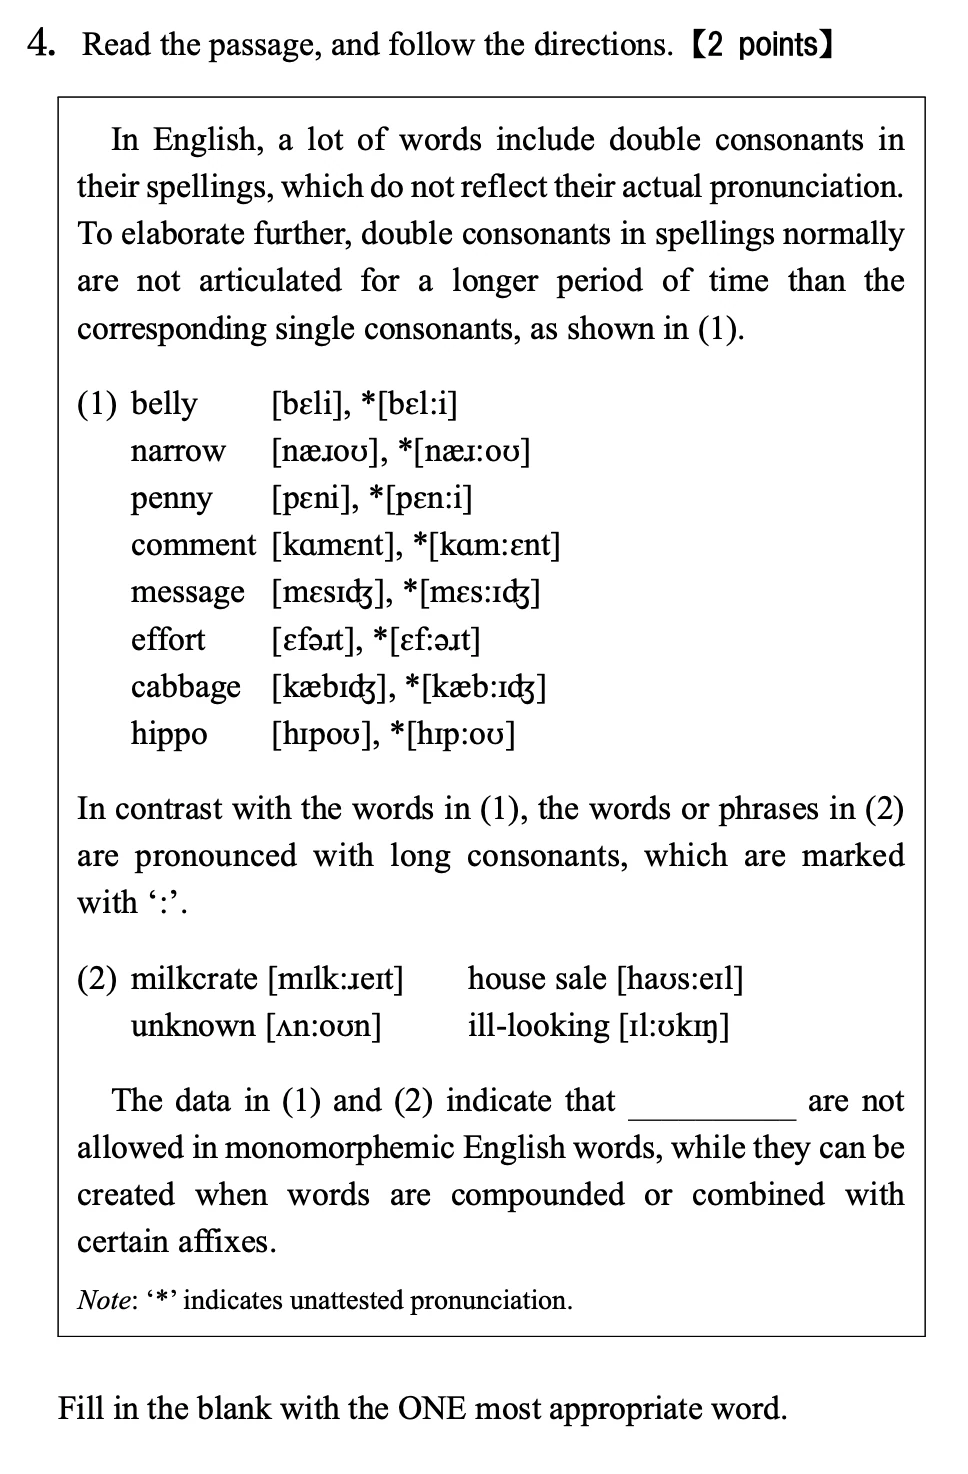 4. Read the passage, and follow the directions. 【2 points】
In English, a lot of words include double consonants in
their spellings, which do not reflect their actual pronunciation.
To elaborate further, double consonants in spellings normally
are not articulated for a longer period of time than the
corresponding single consonants, as shown in (1).
(1) belly [bɛli], *[bɛl:i]
narrow [næɹoʊ], *[næɹ:oʊ]
penny [pɛni], *[pɛn:i]
comment [kɑmɛnt], *[kɑm:ɛnt]
message [mɛsɪʤ], *[mɛs:ɪʤ]
effort [ɛfəɹt], *[ɛf:əɹt]
cabbage [kæbɪʤ], *[kæb:ɪʤ]
hippo [hɪpoʊ], *[hɪp:oʊ]
In contrast with the words in (1), the words or phrases in (2)
are pronounced with long consonants, which are marked
with ‘:’.
(2) milkcrate [mɪlk:ɹeɪt] house sale [haʊs:eɪl]
unknown [ʌn:oʊn] ill-looking [ɪl:ʊkɪŋ]
The data in (1) and (2) indicate that __________ are not
allowed in monomorphemic English words, while they can be
created when words are compounded or combined with
certain affixes.
Note: ‘*’ indicates unattested pronunciation.
Fill in the blank with the ONE most appropriate word.